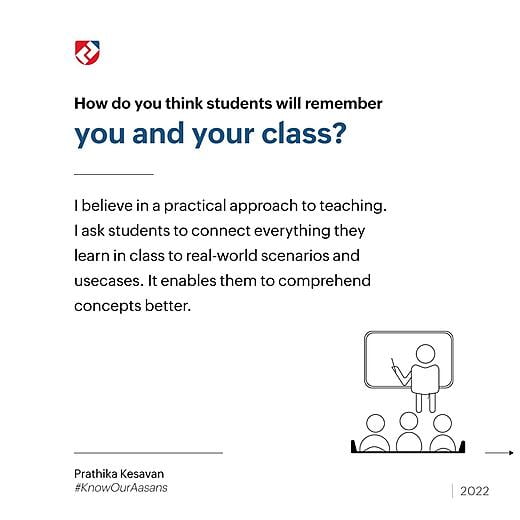 How do you think students will remember
you and your class?
I believe in a practical approach to teaching.
I ask students to connect everything they
learn in class to real-world scenarios and
usecases. It enables them to comprehend
concepts better.
Prathika Kesavan
#KnowOurAasans
2022